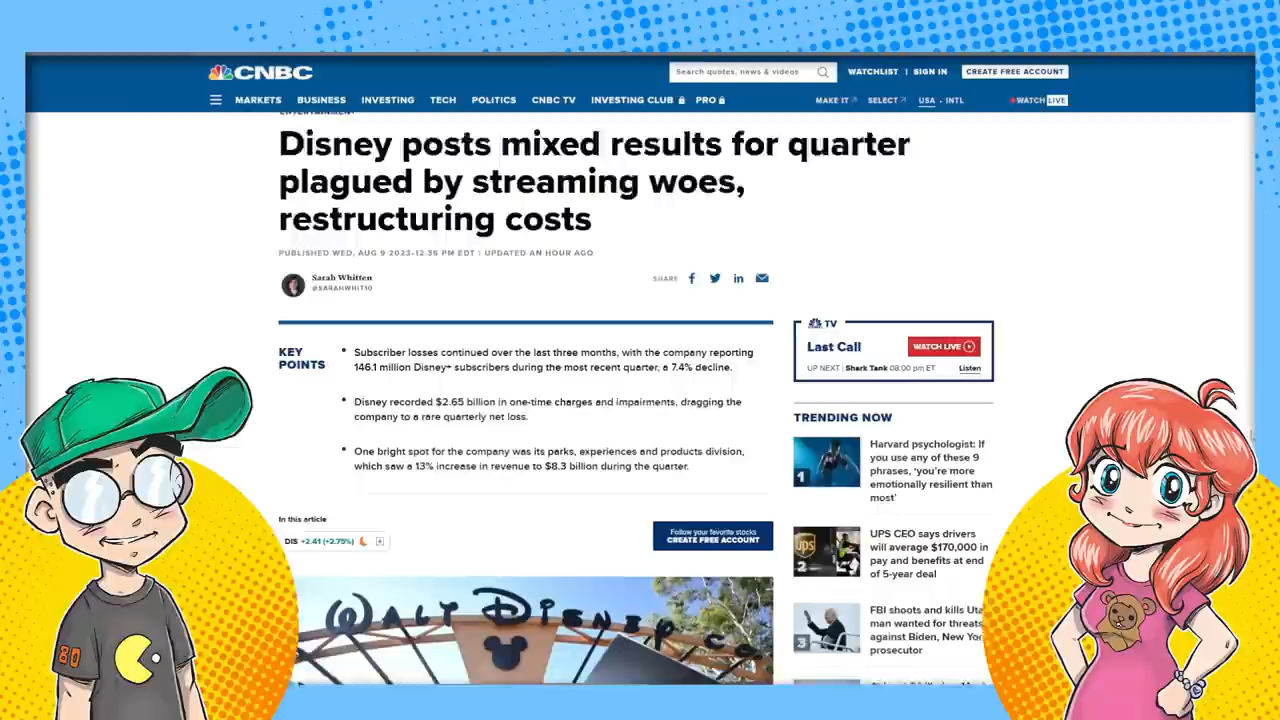 CNBC
Search quotes, news & videos
WATCHLIST | SIGN IN
CREATE FREE ACCOUNT
MARKETS BUSINESS INVESTING TECH POLITICS CNBC TV INVESTING CLUB PRO
MAKE IT SELECT USA • INTL
WATCH LIVE
ENTERTAINMENT
Disney posts mixed results for quarter
plagued by streaming woes,
restructuring costs
PUBLISHED WED, AUG 9 2023•12:35 PM EDT | UPDATED AN HOUR AGO
Sarah Whitten
@SARAHWHIT10
SHARE
KEY
POINTS
• Subscriber losses continued over the last three months, with the company reporting
146.1 million Disney+ subscribers during the most recent quarter, a 7.4% decline.
• Disney recorded $2.65 billion in one-time charges and impairments, dragging the
company to a rare quarterly net loss.
• One bright spot for the company was its parks, experiences and products division,
which saw a 13% increase in revenue to $8.3 billion during the quarter.
In this article
DIS +2.41 (+2.75%)
Follow your favorite stocks
CREATE FREE ACCOUNT
WALT DISNEY
TV
Last Call
WATCH LIVE
UP NEXT | Shark Tank 08:00 pm ET
Listen
TRENDING NOW
1
Harvard psychologist: If
you use any of these 9
phrases, ‘you’re more
emotionally resilient than
most’
UPS
2
UPS CEO says drivers
will average $170,000 in
pay and benefits at end
of 5-year deal
3
FBI shoots and kills Uta
man wanted for threats
against Biden, New Yor
prosecutor
80